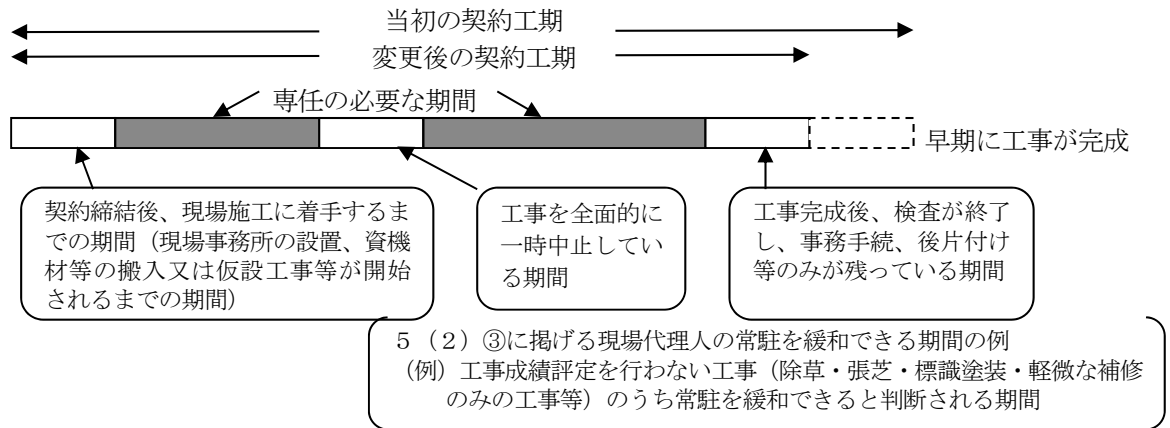 当初の契約工期
変更後の契約工期
専任の必要な期間
早期に工事が完成
契約締結後、現場施工に着手するま
での期間（現場事務所の設置、資機
材等の搬入又は仮設工事等が開始
されるまでの期間）
工事を全面的に
一時中止してい
る期間
工事完成後、検査が終了
し、事務手続、後片付け
等のみが残っている期間
５（２）③に掲げる現場代理人の常駐を緩和できる期間の例
（例）工事成績評定を行わない工事（除草・張芝・標識塗装・軽微な補修
のみの工事等）のうち常駐を緩和できると判断される期間